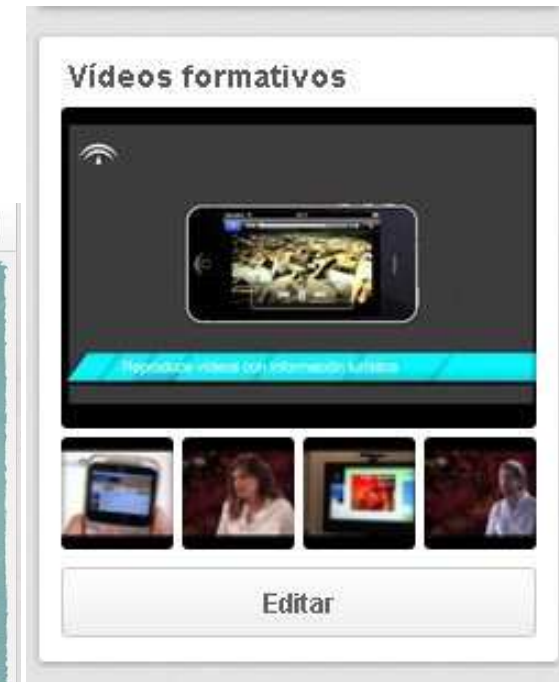 Vídeos formativos
Reproduce vídeos con información turística
Editar